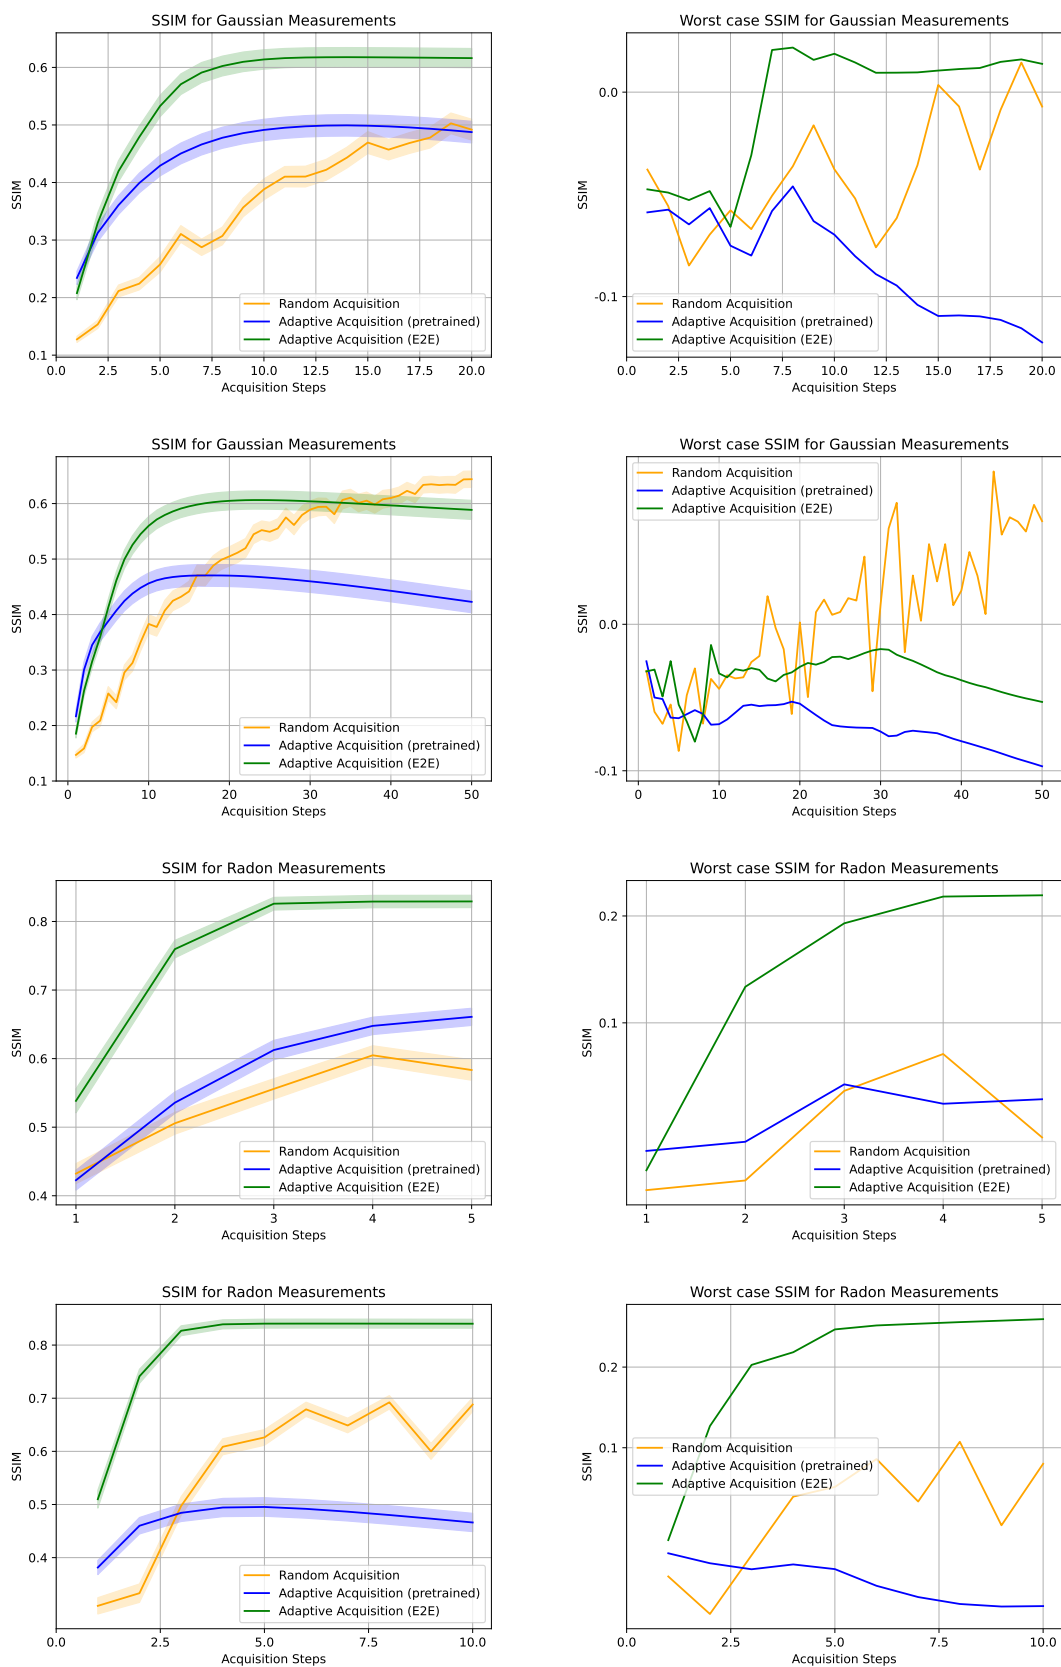 SSIM for Gaussian Measurements
SSIM
0.6
0.5
0.4
0.3
0.2
0.1
Random Acquisition
Adaptive Acquisition (pretrained)
Adaptive Acquisition (E2E)
0.0 2.5 5.0 7.5 10.0 12.5 15.0 17.5 20.0
Acquisition Steps
Worst case SSIM for Gaussian Measurements
SSIM
0.0
-0.1
Random Acquisition
Adaptive Acquisition (pretrained)
Adaptive Acquisition (E2E)
0.0 2.5 5.0 7.5 10.0 12.5 15.0 17.5 20.0
Acquisition Steps
SSIM for Gaussian Measurements
SSIM
0.6
0.5
0.4
0.3
0.2
0.1
Random Acquisition
Adaptive Acquisition (pretrained)
Adaptive Acquisition (E2E)
0 10 20 30 40 50
Acquisition Steps
Worst case SSIM for Gaussian Measurements
Random Acquisition
Adaptive Acquisition (pretrained)
Adaptive Acquisition (E2E)
SSIM
0.0
-0.1
0 10 20 30 40 50
Acquisition Steps
SSIM for Radon Measurements
SSIM
0.8
0.7
0.6
0.5
0.4
Random Acquisition
Adaptive Acquisition (pretrained)
Adaptive Acquisition (E2E)
1 2 3 4 5
Acquisition Steps
Worst case SSIM for Radon Measurements
SSIM
0.2
0.1
Random Acquisition
Adaptive Acquisition (pretrained)
Adaptive Acquisition (E2E)
1 2 3 4 5
Acquisition Steps
SSIM for Radon Measurements
SSIM
0.8
0.7
0.6
0.5
0.4
Random Acquisition
Adaptive Acquisition (pretrained)
Adaptive Acquisition (E2E)
0.0 2.5 5.0 7.5 10.0
Acquisition Steps
Worst case SSIM for Radon Measurements
SSIM
0.2
0.1
Random Acquisition
Adaptive Acquisition (pretrained)
Adaptive Acquisition (E2E)
0.0 2.5 5.0 7.5 10.0
Acquisition Steps